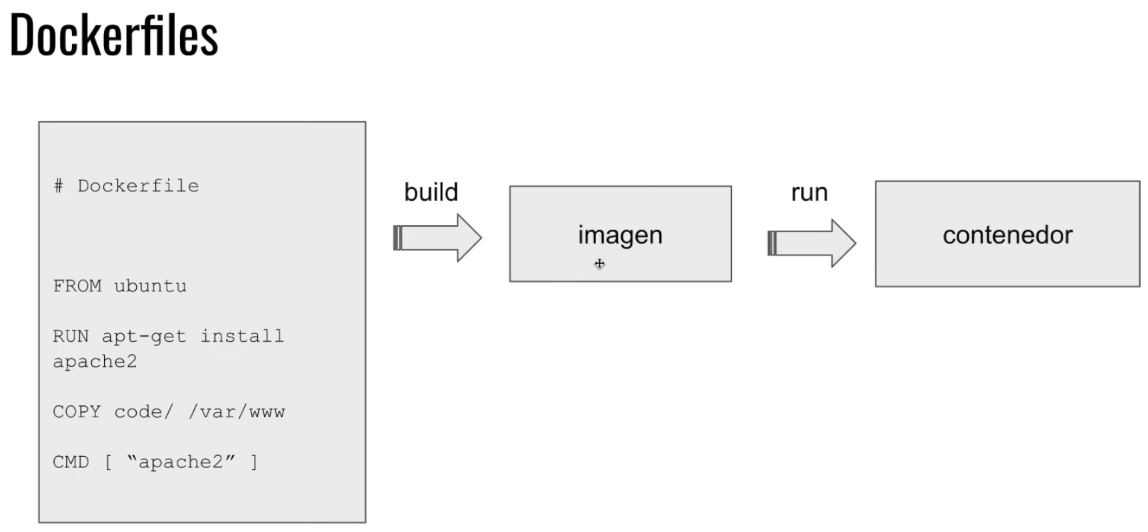 Dockerfiles
# Dockerfile
FROM ubuntu
RUN apt-get install
apache2
COPY code/ /var/www
CMD [ “apache2” ]
build
imagen
run
contenedor